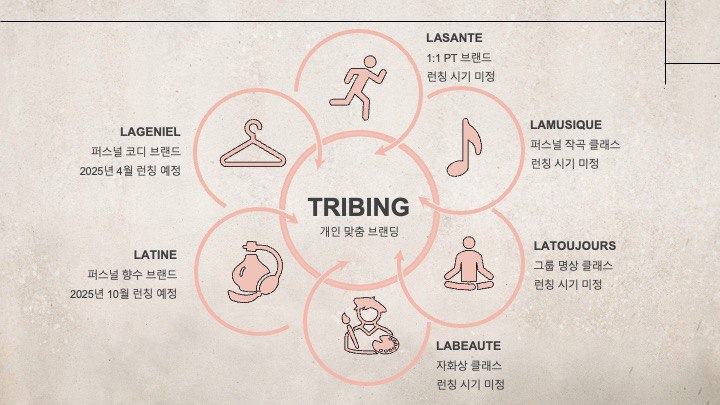 LASANTE
1:1 PT 브랜드
런칭 시기 미정
LAMUSIQUE
퍼스널 작곡 클래스
런칭 시기 미정
LATOUJOURS
그룹 명상 클래스
런칭 시기 미정
LABEAUTE
자화상 클래스
런칭 시기 미정
LATINE
퍼스널 향수 브랜드
2025년 10월 런칭 예정
LAGENIEL
퍼스널 코디 브랜드
2025년 4월 런칭 예정
TRIBING
개인 맞춤 브랜딩